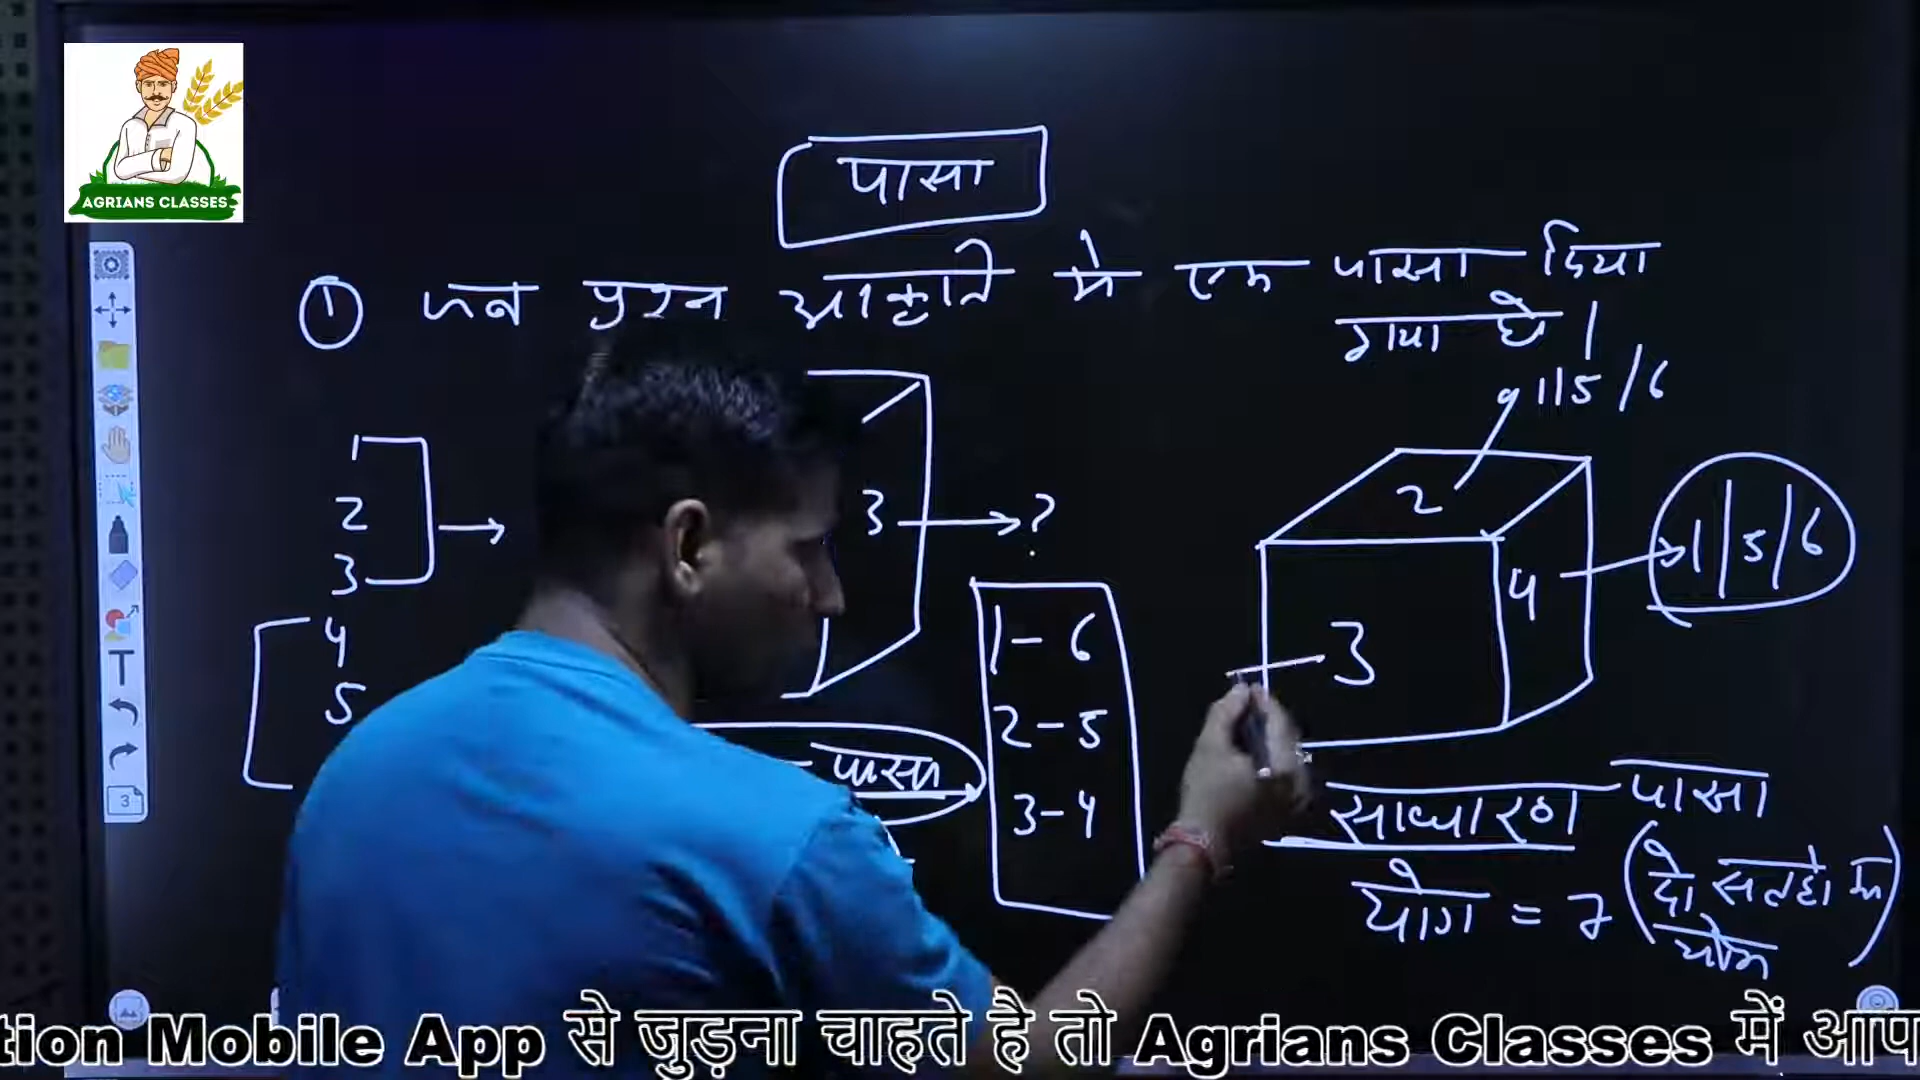 AGRIANS CLASSES
पासा
① जब प्रश्न आकृति में एक पासा दिया
गया हो।
1/5/6
1
2
3
4
5
3 → ?
2
3
4 → 1/5/6
1 - 6
2 - 5
3 - 4
पासा
साधारण पासा
योग = 7 (दो सतहो का
योग)
tion Mobile App से जुड़ना चाहते है तो Agrians Classes में आप